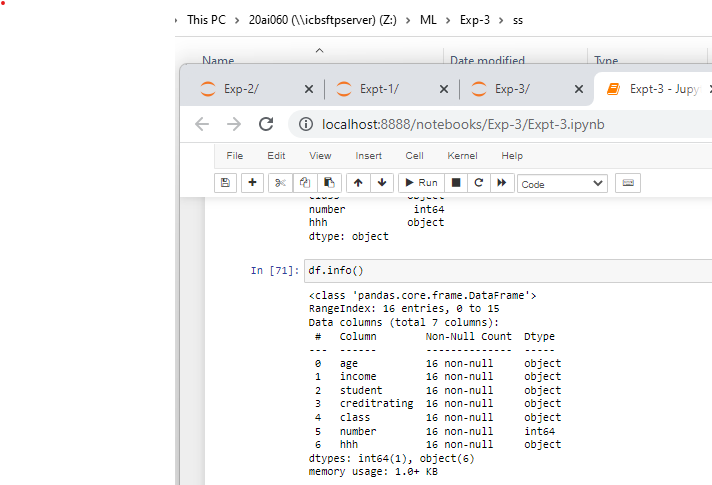 This PC > 20ai060 (\\icbsftpserver) (Z:) > ML > Exp-3 > ss
Name Date modified Type
Exp-2/ Expt-1/ Exp-3/ Expt-3 - Jupy
localhost:8888/notebooks/Exp-3/Expt-3.ipynb
File Edit View Insert Cell Kernel Help
Run Code
class object
number int64
hhh object
dtype: object
In [71]: df.info()
<class 'pandas.core.frame.DataFrame'>
RangeIndex: 16 entries, 0 to 15
Data columns (total 7 columns):
# Column Non-Null Count Dtype
--- ------ -------------- -----
0 age 16 non-null object
1 income 16 non-null object
2 student 16 non-null object
3 creditrating 16 non-null object
4 class 16 non-null object
5 number 16 non-null int64
6 hhh 16 non-null object
dtypes: int64(1), object(6)
memory usage: 1.0+ KB